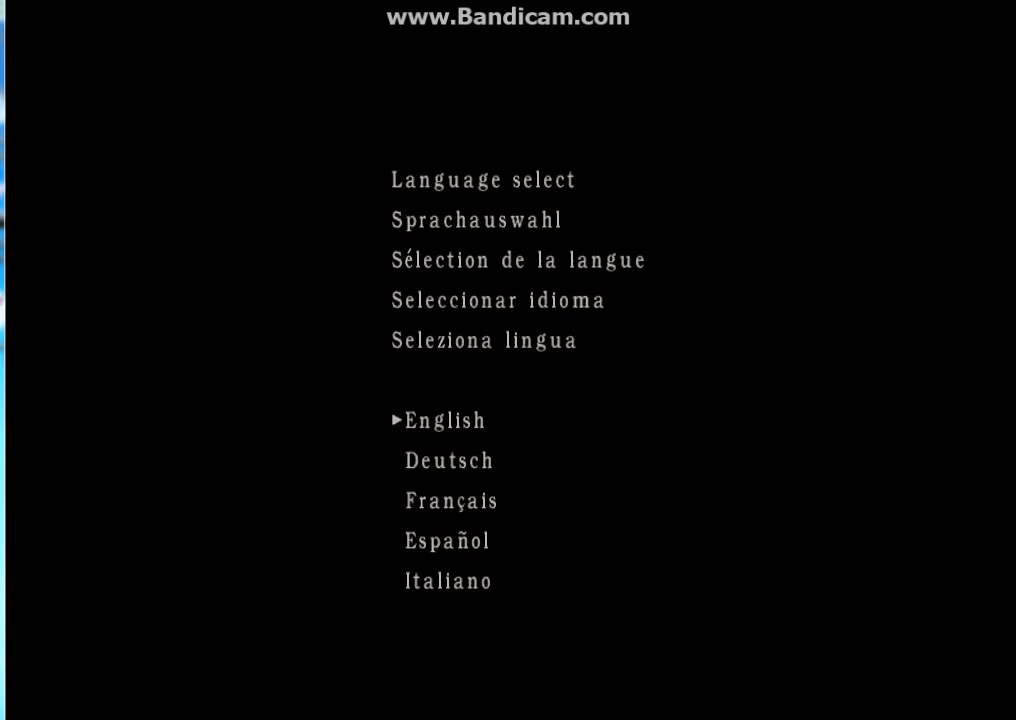 www.Bandicam.com
Language select
Sprachauswahl
Sélection de la langue
Seleccionar idioma
Seleziona lingua
►English
Deutsch
Français
Español
Italiano